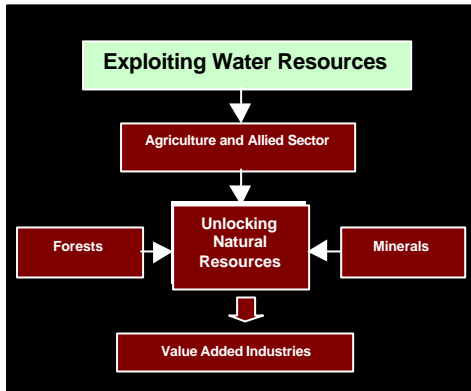 Exploiting Water Resources
Agriculture and Allied Sector
Unlocking
Natural
Resources
Forests
Minerals
Value Added Industries